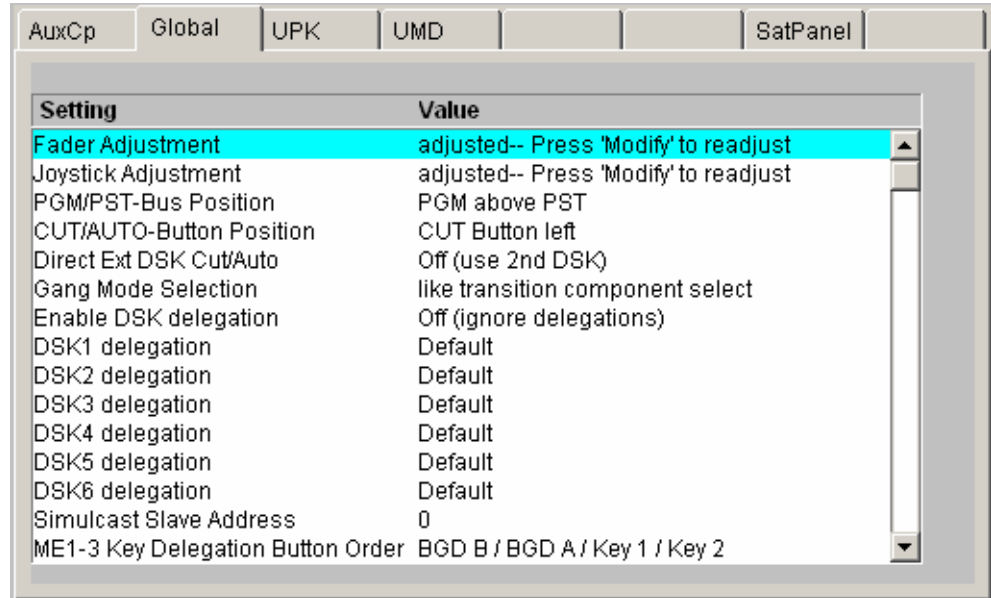 AuxCp Global UPK UMD SatPanel
Setting Value
Fader Adjustment adjusted-- Press 'Modify' to readjust
Joystick Adjustment adjusted-- Press 'Modify' to readjust
PGM/PST-Bus Position PGM above PST
CUT/AUTO-Button Position CUT Button left
Direct Ext DSK Cut/Auto Off (use 2nd DSK)
Gang Mode Selection like transition component select
Enable DSK delegation Off (ignore delegations)
DSK1 delegation Default
DSK2 delegation Default
DSK3 delegation Default
DSK4 delegation Default
DSK5 delegation Default
DSK6 delegation Default
Simulcast Slave Address 0
ME1-3 Key Delegation Button Order BGD B / BGD A / Key 1 / Key 2